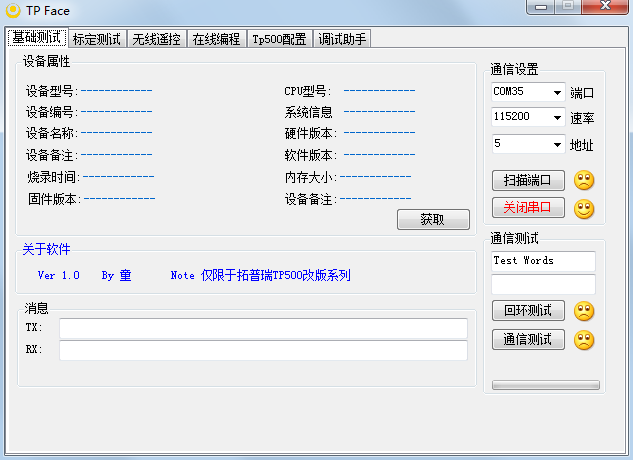 TP Face
基础测试 标定测试 无线遥控 在线编程 Tp500配置 调试助手
设备属性
设备型号:------------ CPU型号: ------------
设备编号:------------ 系统信息 ------------
设备名称:------------ 硬件版本: ------------
设备备注:------------ 软件版本: ------------
烧录时间:------------ 内存大小:------------
固件版本:------------ 设备备注:------------
获取
关于软件
Ver 1.0 By 童 Note 仅限于拓普瑞TP500改版系列
消息
TX:
RX:
通信设置
COM35 端口
115200 速率
5 地址
扫描端口
关闭串口
通信测试
Test Words
回环测试
通信测试